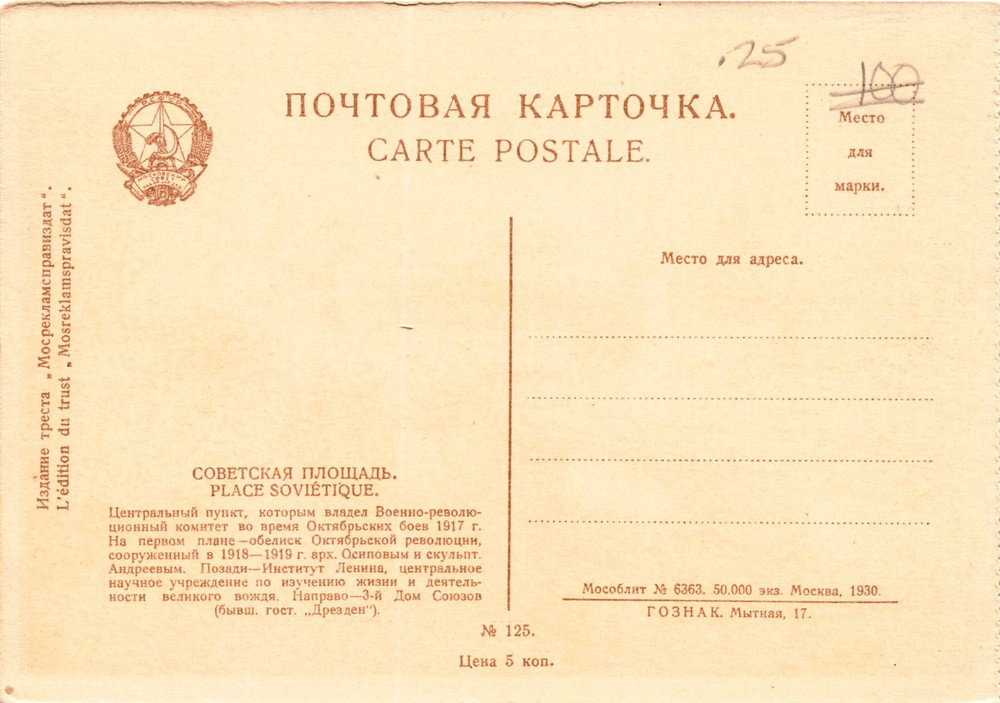 .25
100
ПОЧТОВАЯ КАРТОЧКА.
CARTE POSTALE.
Место
для
марки.
Издание треста „Мосрекламсправиздат“.
L'édition du trust „Mosreklamspravisdat“.
Место для адреса.
СОВЕТСКАЯ ПЛОЩАДЬ.
PLACE SOVIÉTIQUE.
Центральный пункт, которым владел Военно-револю-
ционный комитет во время Октябрьских боев 1917 г.
На первом плане—обелиск Октябрьской революции,
сооруженный в 1918—1919 г. арх. Осиповым и скульпт.
Андреевым. Позади—Институт Ленина, центральное
научное учреждение по изучению жизни и деятель-
ности великого вождя. Направо—3-й Дом Союзов
(бывш. гост. „Дрезден“).
Мособлит № 6363. 50.000 экз. Москва, 1930.
ГОЗНАК. Мытная, 17.
№ 125.
Цена 5 коп.